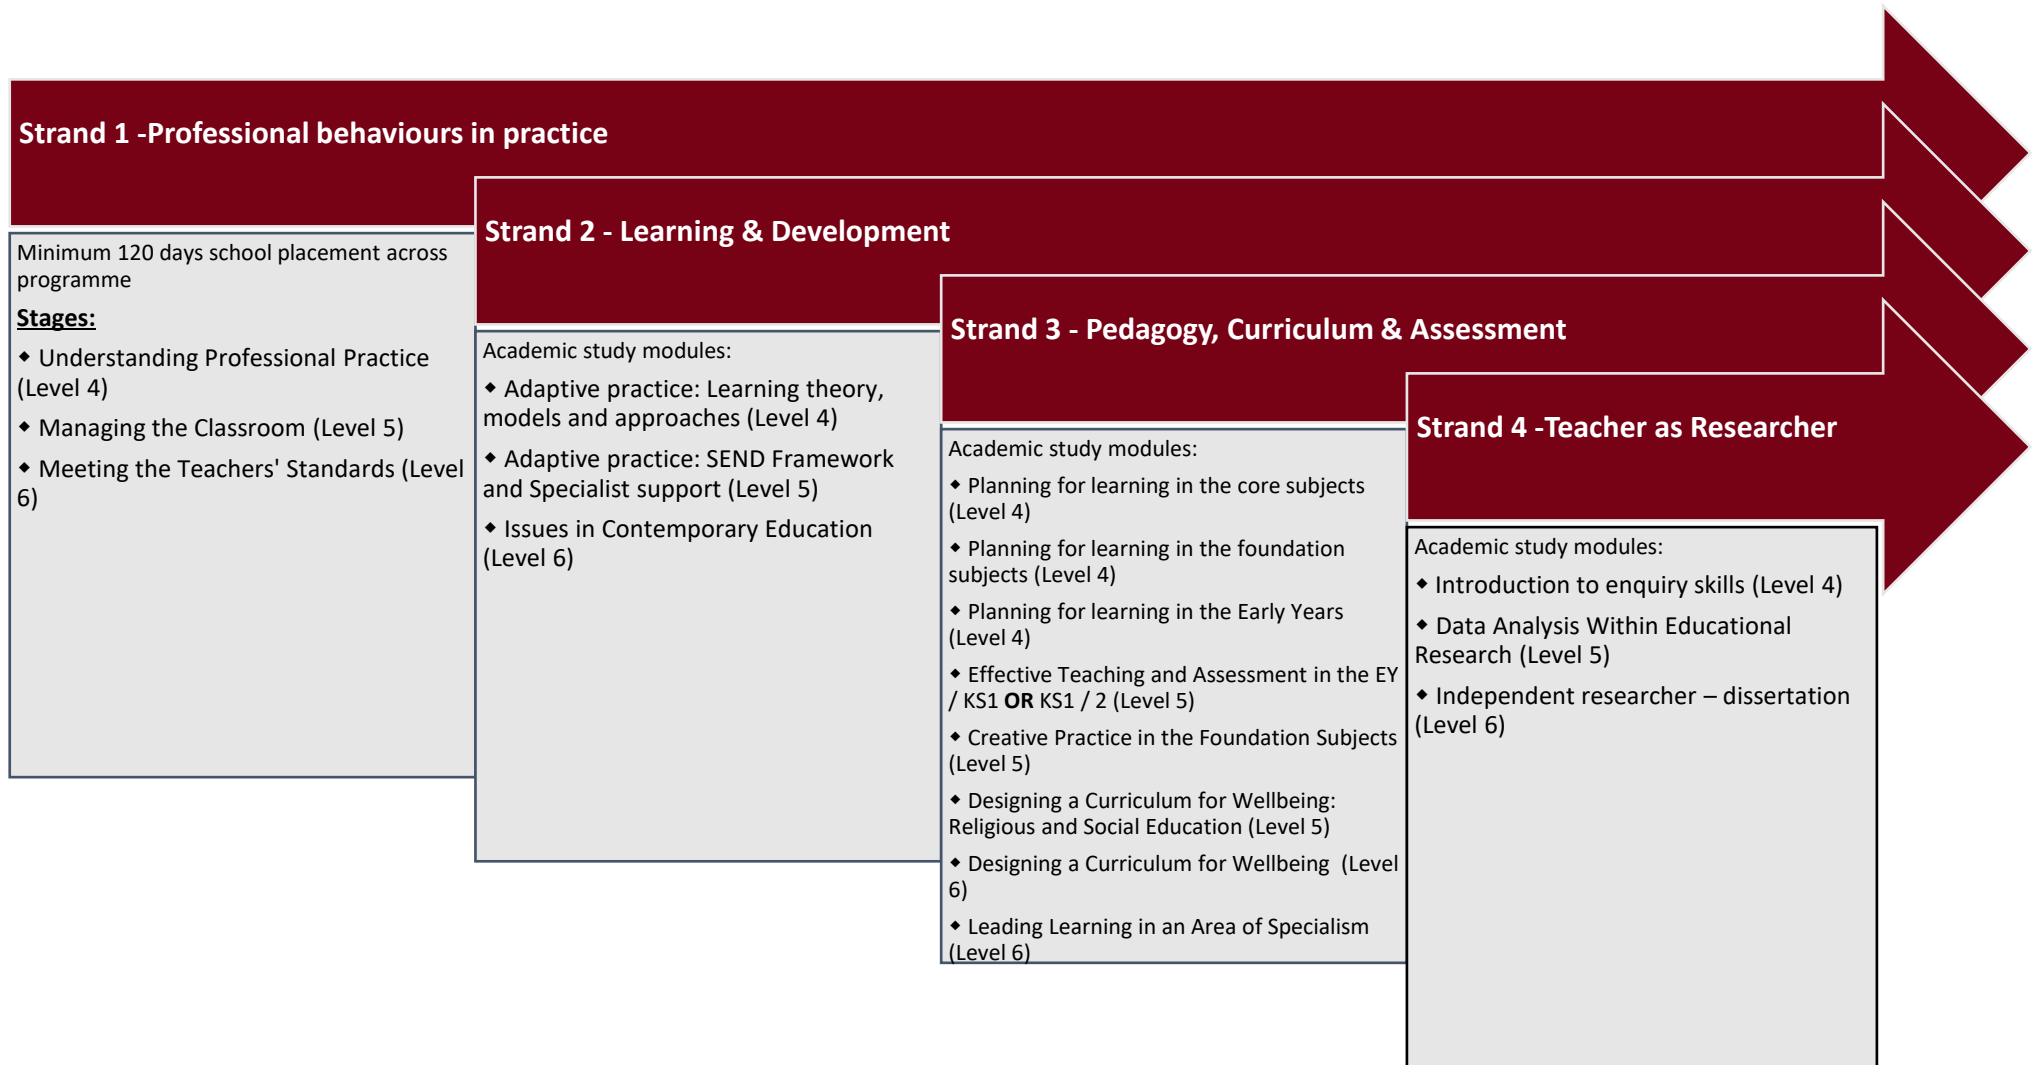 Strand 1 -Professional behaviours in practice
Minimum 120 days school placement across
programme
Stages:
◆ Understanding Professional Practice
(Level 4)
◆ Managing the Classroom (Level 5)
◆ Meeting the Teachers' Standards (Level
6)
Strand 2 - Learning & Development
Academic study modules:
◆ Adaptive practice: Learning theory,
models and approaches (Level 4)
◆ Adaptive practice: SEND Framework
and Specialist support (Level 5)
◆ Issues in Contemporary Education
(Level 6)
Strand 3 - Pedagogy, Curriculum & Assessment
Academic study modules:
◆ Planning for learning in the core subjects
(Level 4)
◆ Planning for learning in the foundation
subjects (Level 4)
◆ Planning for learning in the Early Years
(Level 4)
◆ Effective Teaching and Assessment in the EY
/ KS1 OR KS1 / 2 (Level 5)
◆ Creative Practice in the Foundation Subjects
(Level 5)
◆ Designing a Curriculum for Wellbeing:
Religious and Social Education (Level 5)
◆ Designing a Curriculum for Wellbeing  (Level
6)
◆ Leading Learning in an Area of Specialism
(Level 6)
Strand 4 -Teacher as Researcher
Academic study modules:
◆ Introduction to enquiry skills (Level 4)
◆ Data Analysis Within Educational
Research (Level 5)
◆ Independent researcher – dissertation
(Level 6)